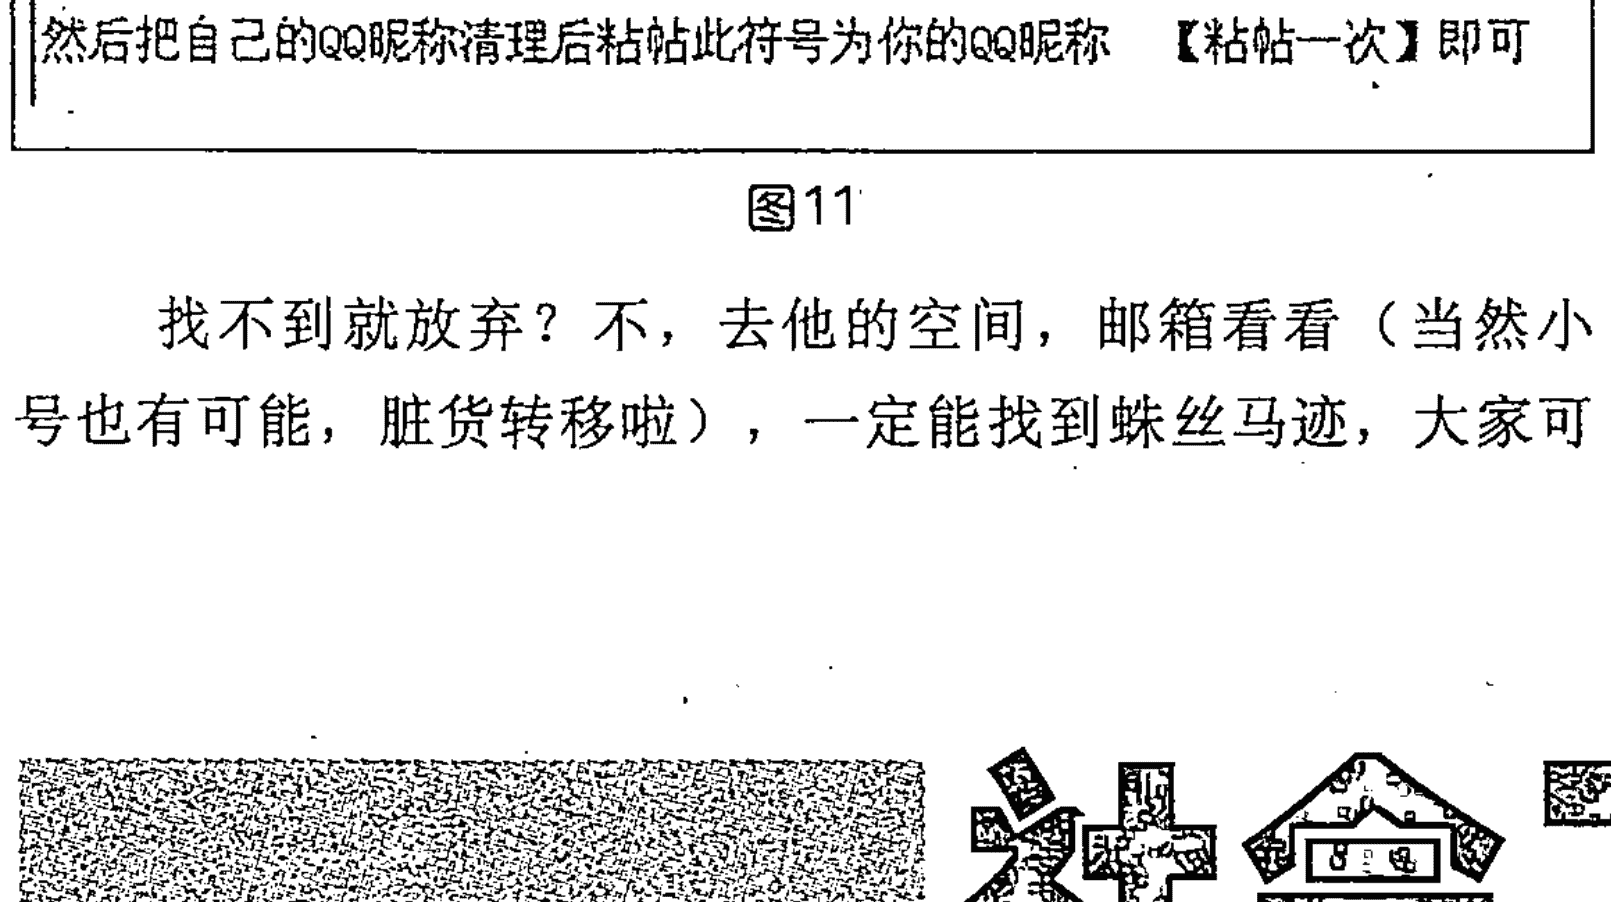 然后把自己的QQ昵称清理后粘帖此符号为你的QQ昵称 【粘帖一次】即可
图11
找不到就放弃？不，去他的空间，邮箱看看（当然小
号也有可能，脏货转移啦），一定能找到蛛丝马迹，大家可